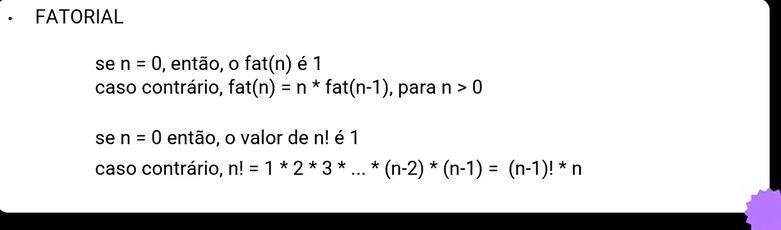 • FATORIAL
se n = 0, então, o fat(n) é 1
caso contrário, fat(n) = n * fat(n-1), para n > 0
se n = 0 então, o valor de n! é 1
caso contrário, n! = 1 * 2 * 3 * ... * (n-2) * (n-1) = (n-1)! * n